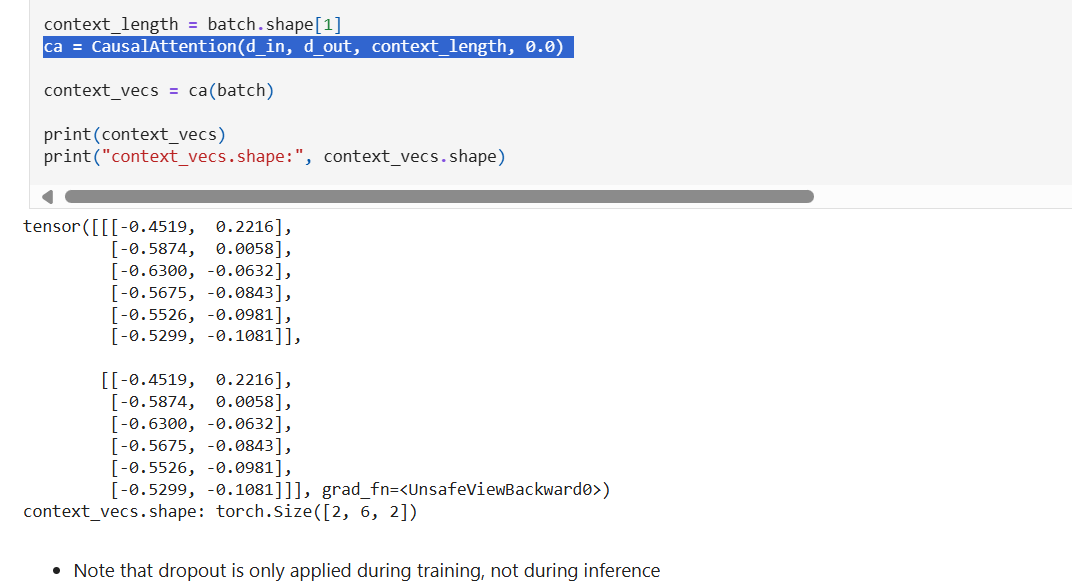 context_length = batch.shape[1]
ca = CausalAttention(d_in, d_out, context_length, 0.0)
context_vecs = ca(batch)
print(context_vecs)
print("context_vecs.shape:", context_vecs.shape)
tensor([[[-0.4519,  0.2216],
         [-0.5874,  0.0058],
         [-0.6300, -0.0632],
         [-0.5675, -0.0843],
         [-0.5526, -0.0981],
         [-0.5299, -0.1081]],
        [[-0.4519,  0.2216],
         [-0.5874,  0.0058],
         [-0.6300, -0.0632],
         [-0.5675, -0.0843],
         [-0.5526, -0.0981],
         [-0.5299, -0.1081]]], grad_fn=<UnsafeViewBackward0>)
context_vecs.shape: torch.Size([2, 6, 2])
• Note that dropout is only applied during training, not during inference